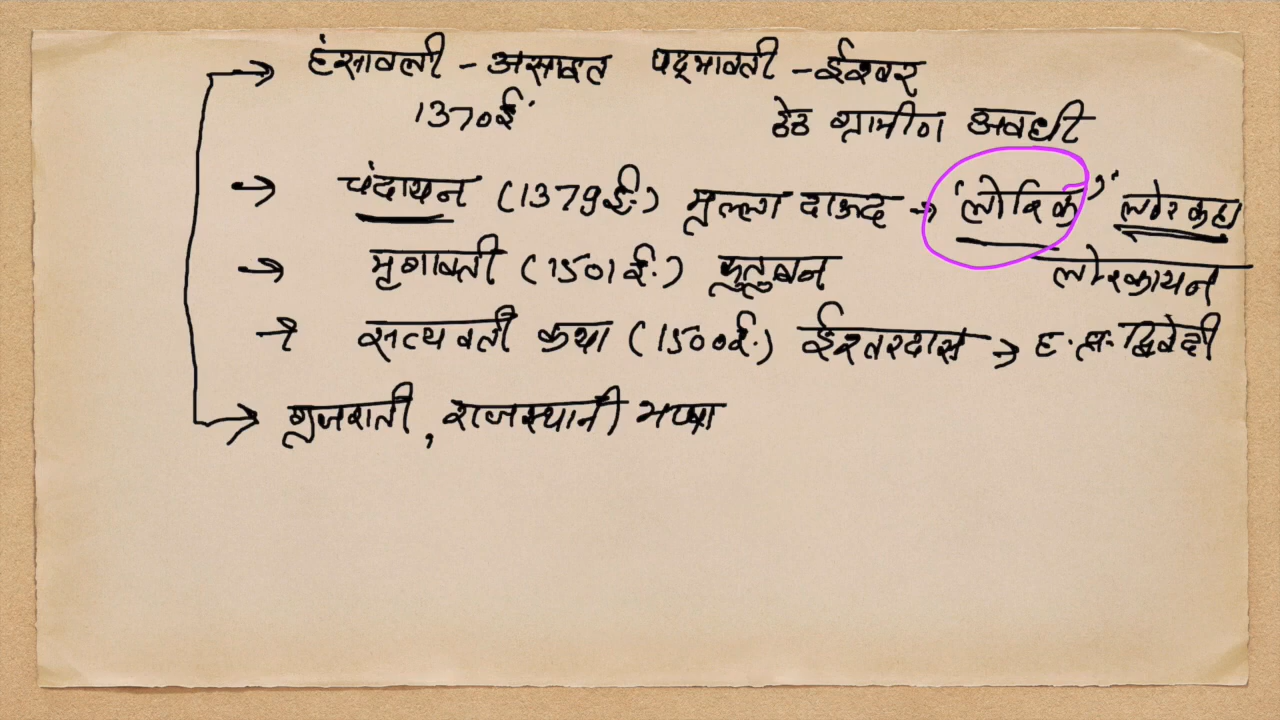 → हंसावली - असाइत पद्मावती - ईश्वर
1370ई. ठेठ ग्रामीण अवधी
→ चंदायन (1379ई.) मुल्ला दाऊद → 'लोरिक' लोरकहा
लोरकायन
→ मृगावती (1501ई.) कुतुबन
→ सत्यवती कथा (1500ई.) ईश्वरदास → ह. प्र. द्विवेदी
→ गुजराती, राजस्थानी भाषा